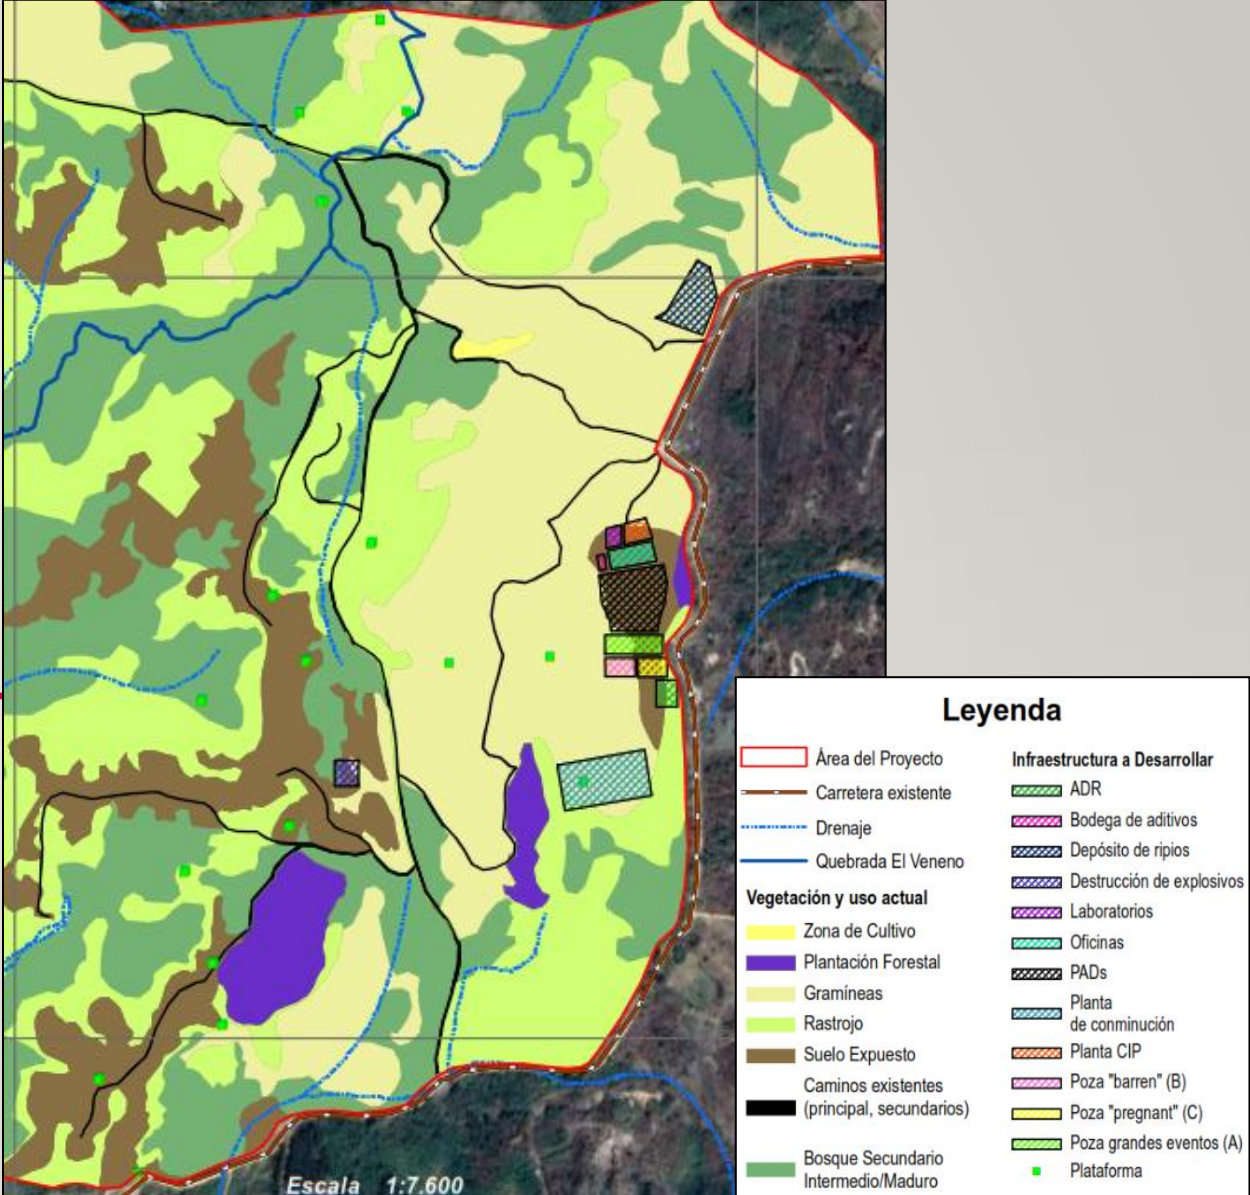 Escala 1:7.600
Leyenda
Área del Proyecto
Carretera existente
Drenaje
Quebrada El Veneno
Vegetación y uso actual
Zona de Cultivo
Plantación Forestal
Gramíneas
Rastrojo
Suelo Expuesto
Caminos existentes
(principal, secundarios)
Bosque Secundario
Intermedio/Maduro
Infraestructura a Desarrollar
ADR
Bodega de aditivos
Depósito de ripios
Destrucción de explosivos
Laboratorios
Oficinas
PADs
Planta
de conminución
Planta CIP
Poza "barren" (B)
Poza "pregnant" (C)
Poza grandes eventos (A)
Plataforma